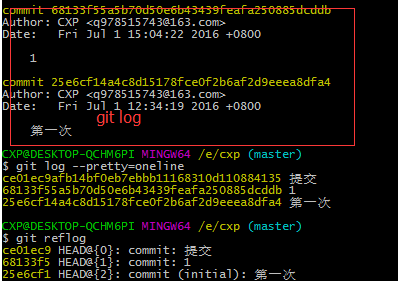 commit 68133f55a5b70d50e6b43439feafa250885dcddb
Author: CXP <q978515743@163.com>
Date:   Fri Jul 1 15:04:22 2016 +0800
1
commit 25e6cf14a4c8d15178fce0f2b6af2d9eeea8dfa4
Author: CXP <q978515743@163.com>
Date:   Fri Jul 1 12:34:19 2016 +0800
git log
第一次
CXP@DESKTOP-QCHM6PI MINGW64 /e/cxp (master)
$ git log --pretty=oneline
ce01ec9afb14bf0eb7ebbb11168310d110884135 提交
68133f55a5b70d50e6b43439feafa250885dcddb 1
25e6cf14a4c8d15178fce0f2b6af2d9eeea8dfa4 第一次
CXP@DESKTOP-QCHM6PI MINGW64 /e/cxp (master)
$ git reflog
ce01ec9 HEAD@{0}: commit: 提交
68133f5 HEAD@{1}: commit: 1
25e6cf1 HEAD@{2}: commit (initial): 第一次